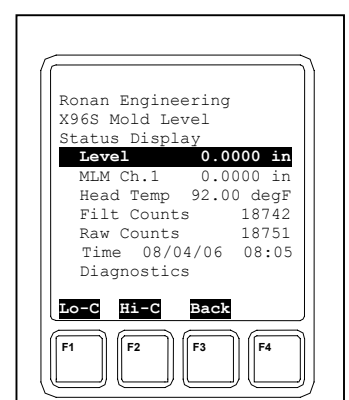 Ronan Engineering
X96S Mold Level
Status Display
Level 0.0000 in
MLM Ch.1 0.0000 in
Head Temp 92.00 degF
Filt Counts 18742
Raw Counts 18751
Time 08/04/06 08:05
Diagnostics
Lo-C Hi-C Back
F1 F2 F3 F4